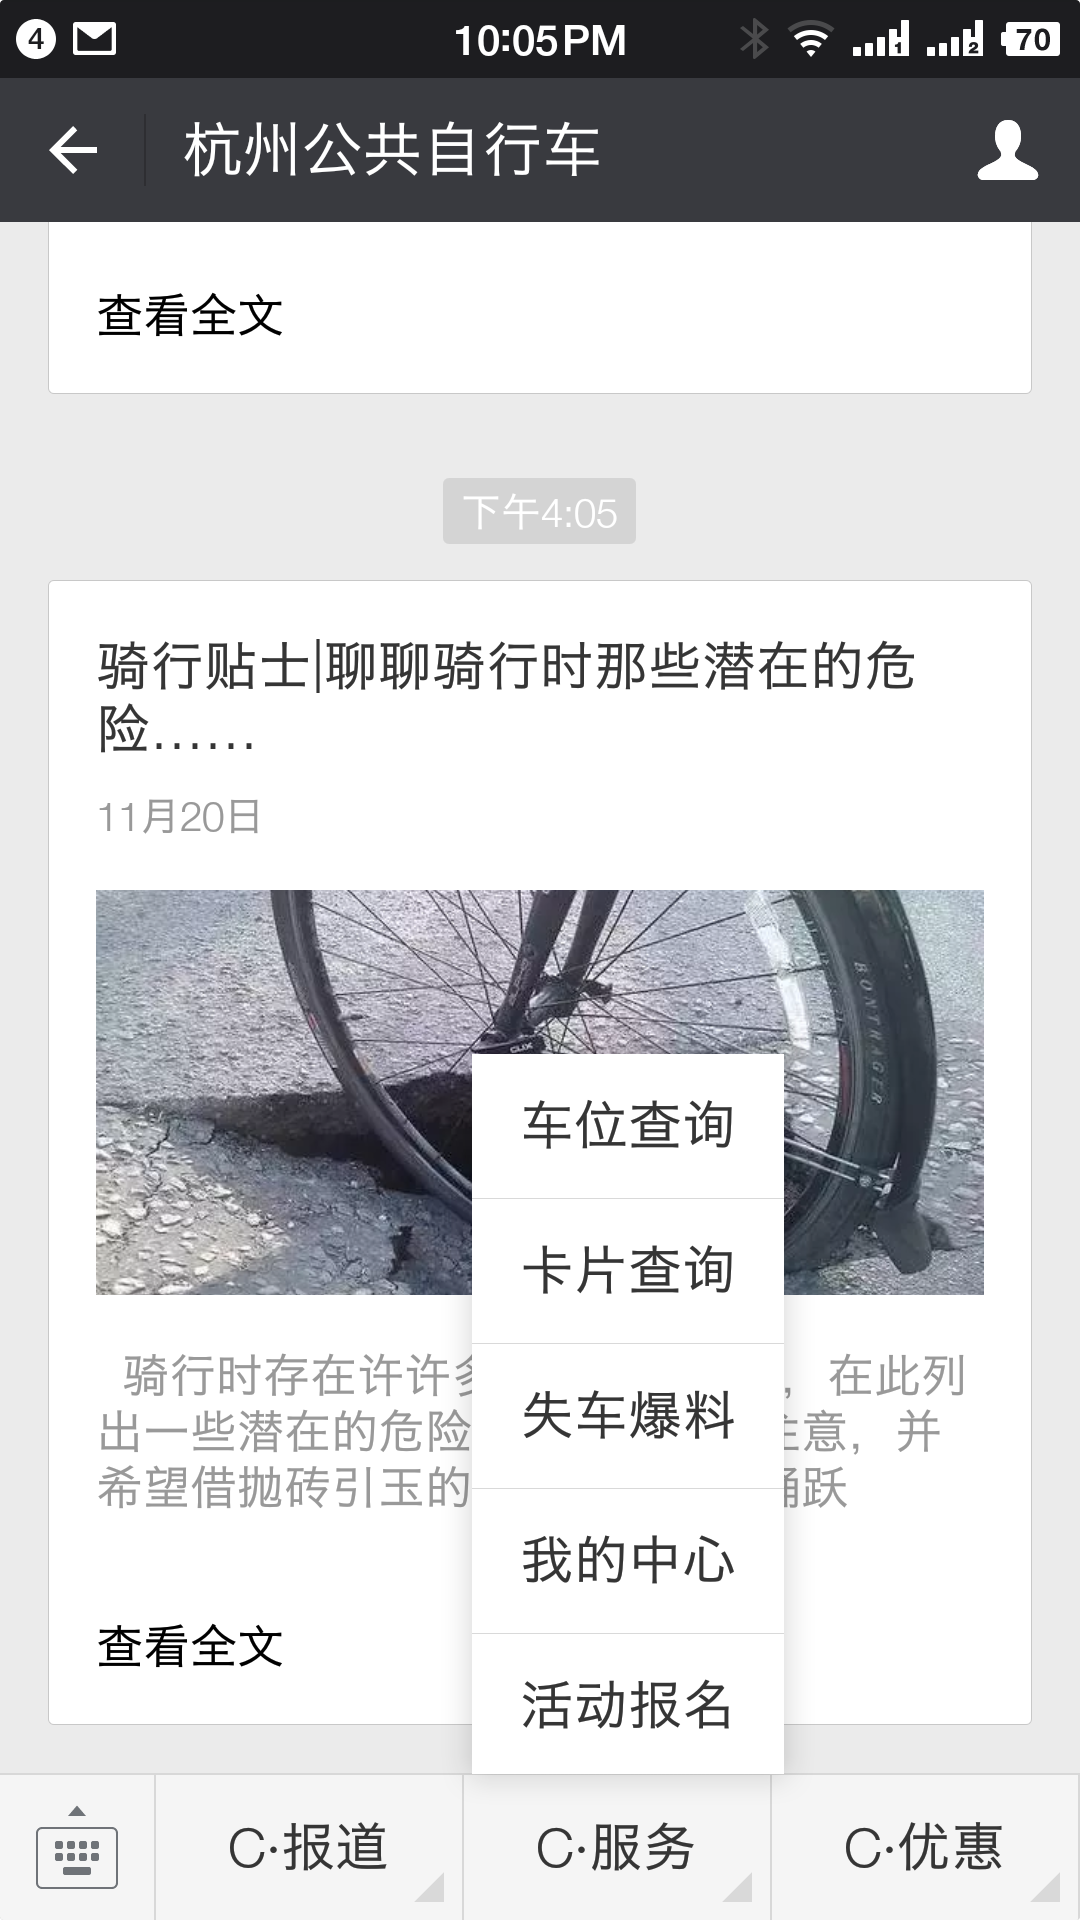 4
10:05PM
1
2
70
杭州公共自行车
查看全文
下午4:05
骑行贴士|聊聊骑行时那些潜在的危
险……
11月20日
BONTRAGER
CLIX
骑行时存在许许
，在此列
出一些潜在的危险
意，并
希望借抛砖引玉的
踊跃
查看全文
车位查询
卡片查询
失车爆料
我的中心
活动报名
C·报道
C·服务
C·优惠